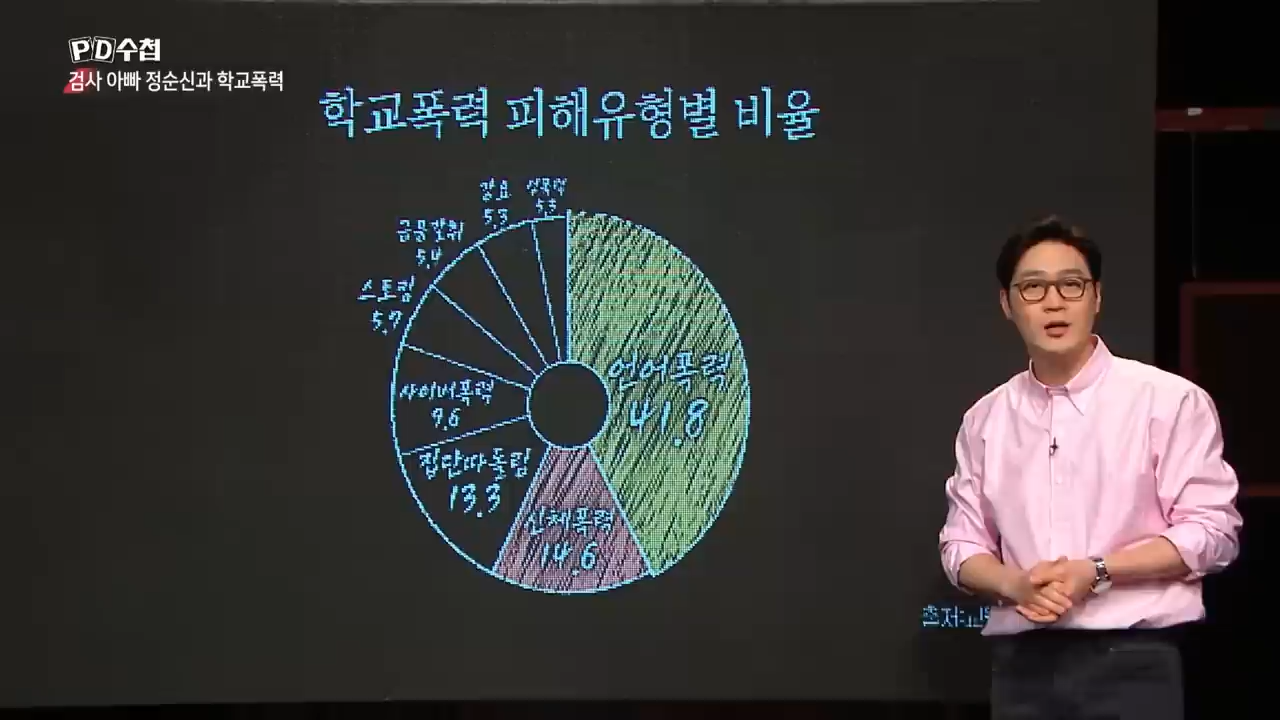 PD수첩
검사 아빠 정순신과 학교폭력
학교폭력 피해유형별 비율
성폭력
5.3
강요
5.3
금품갈취
5.4
스토킹
5.7
사이버폭력
9.6
집단따돌림
13.3
신체폭력
14.6
언어폭력
41.8
출처: